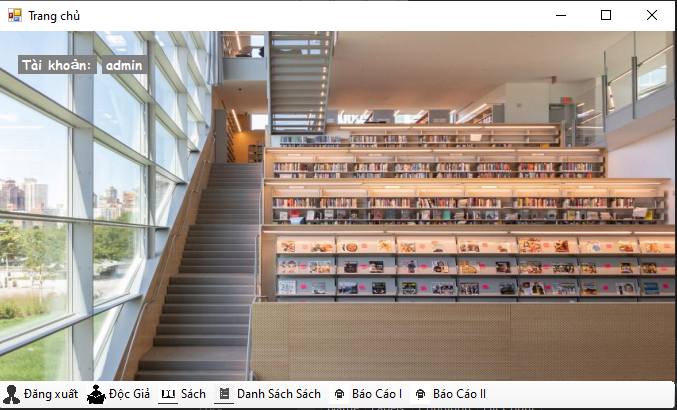 Trang chủ
Tài khoản: admin
Đăng xuất Độc Giả Sách Danh Sách Sách Báo Cáo I Báo Cáo II